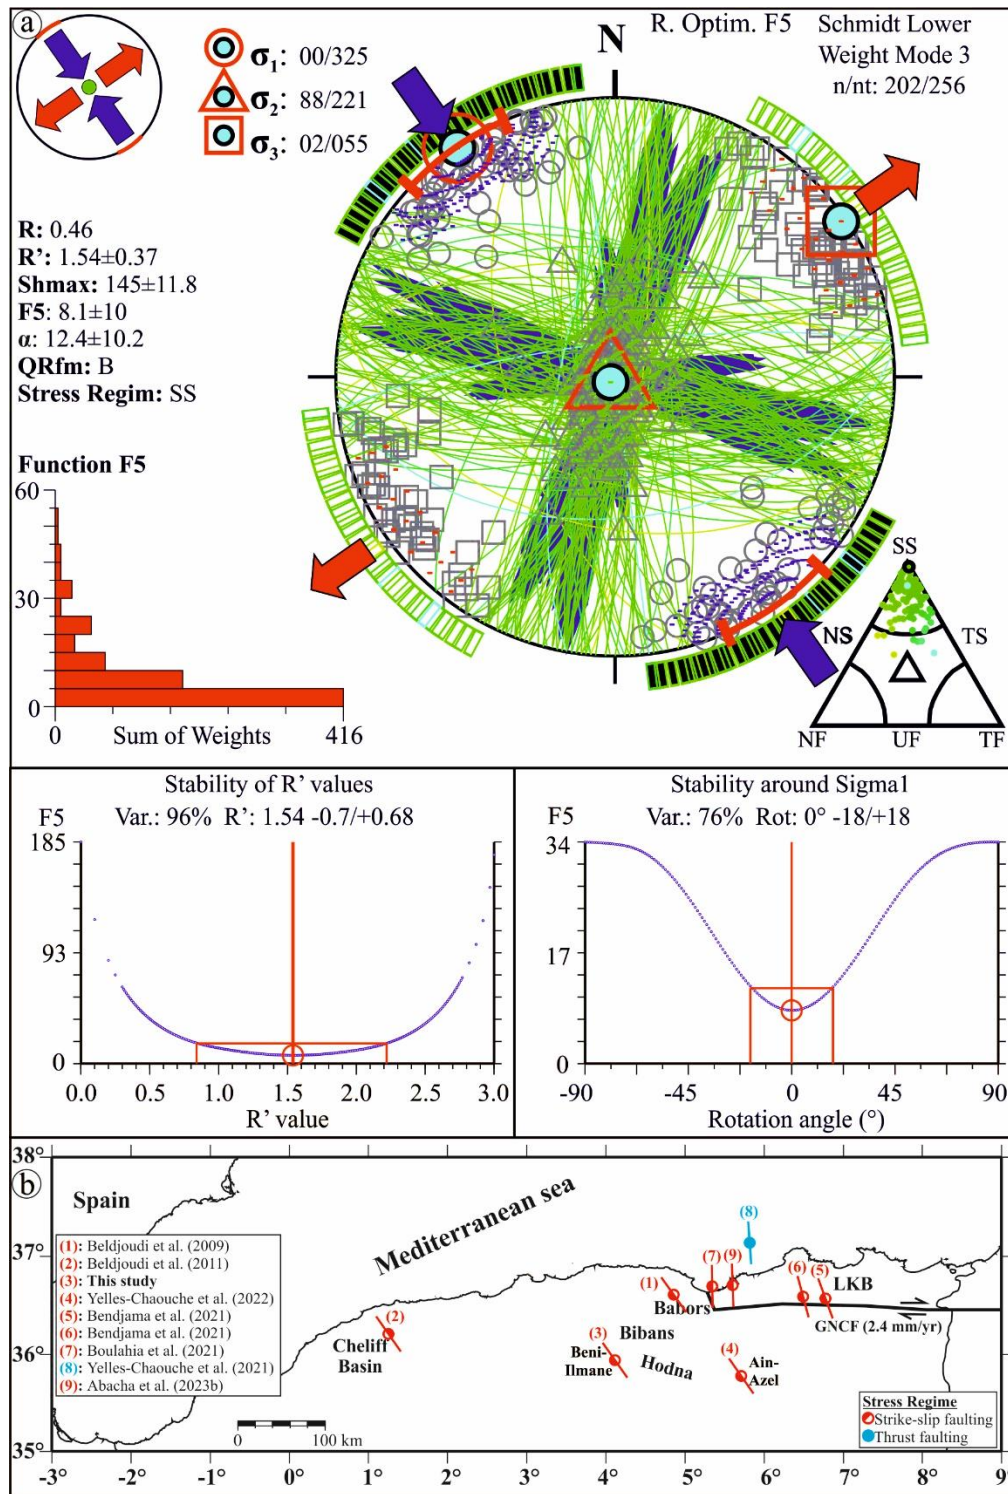 a
σ1: 00/325
σ2: 88/221
σ3: 02/055
R. Optim. F5
N
Schmidt Lower
Weight Mode 3
n/nt: 202/256
R: 0.46
R’: 1.54±0.37
Shmax: 145±11.8
F5: 8.1±10
α: 12.4±10.2
QRfm: B
Stress Regim: SS
Function F5
60
30
0
0 Sum of Weights 416
SS
NS TS
NF UF TF
Stability of R’ values
F5 Var.: 96% R’: 1.54 -0.7/+0.68
185
93
0
0.0 0.5 1.0 1.5 2.0 2.5 3.0
R’ value
Stability around Sigma1
F5 Var.: 76% Rot: 0° -18/+18
34
17
0
-90 -45 0 45 90
Rotation angle (°)
b
38°
37°
36°
35°
Spain
Mediterranean sea
(1): Beldjoudi et al. (2009)
(2): Beldjoudi et al. (2011)
(3): This study
(4): Yelles-Chaouche et al. (2022)
(5): Bendjama et al. (2021)
(6): Bendjama et al. (2021)
(7): Boulahia et al. (2021)
(8): Yelles-Chaouche et al. (2021)
(9): Abacha et al. (2023b)
(8)
(7) (9)
(1)
(6) (5)
Babors
LKB
GNCF (2.4 mm/yr)
(2)
Cheliff
Basin
Bibans
(3)
Beni-
Ilmane
Hodna
(4)
Ain-
Azel
0 100 km
Stress Regime
Strike-slip faulting
Thrust faulting
-3° -2° -1° 0° 1° 2° 3° 4° 5° 6° 7° 8° 9°